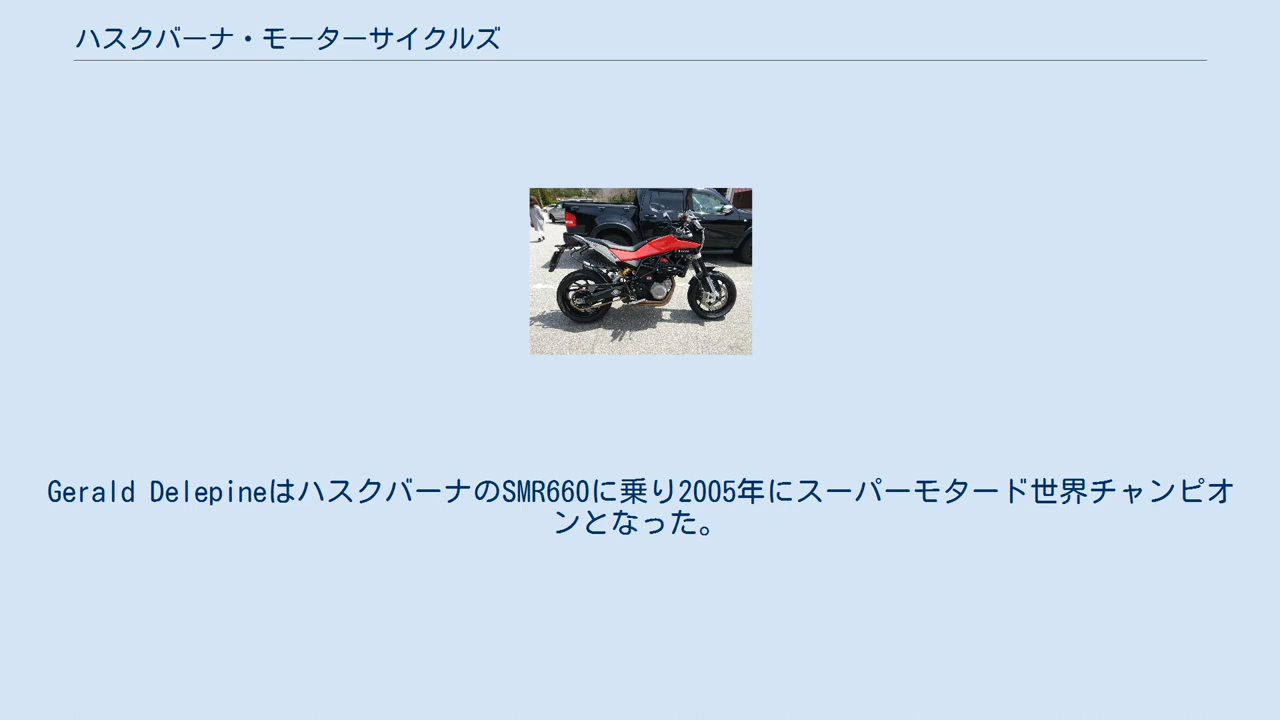 ハスクバーナ・モーターサイクルズ
Gerald DelepineはハスクバーナのSMR660に乗り2005年にスーパーモタード世界チャンピオ
ンとなった。